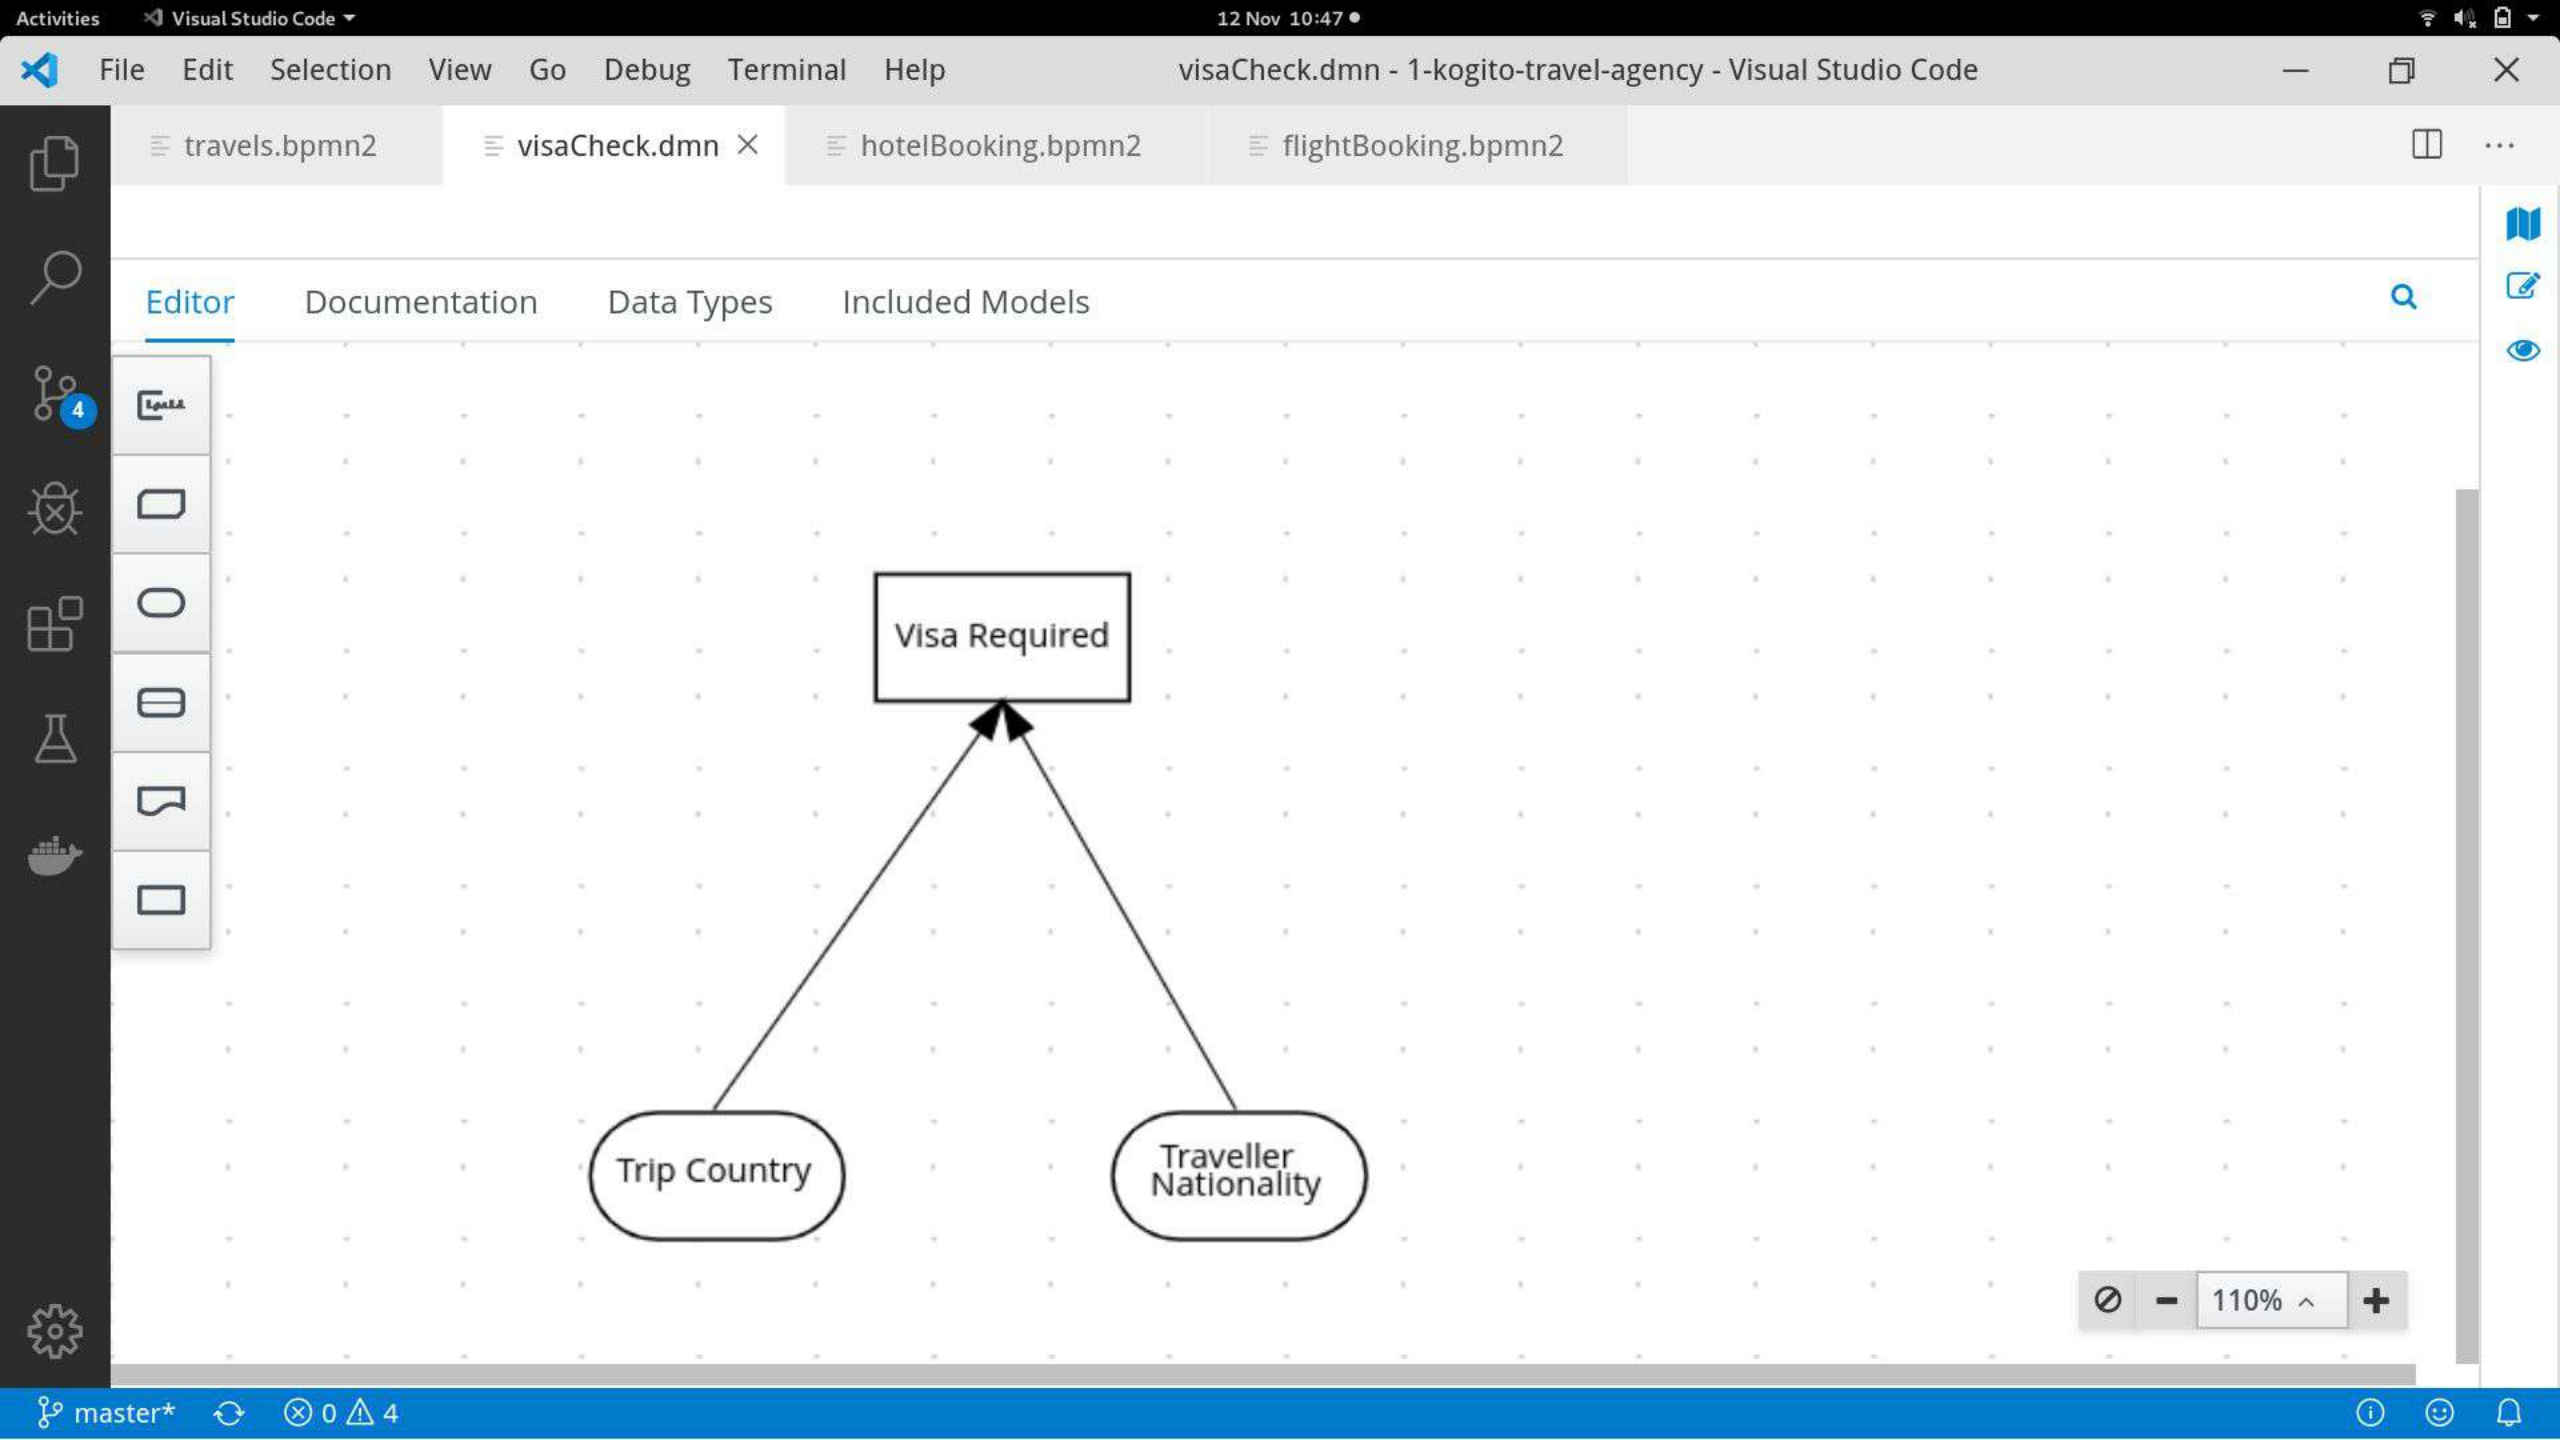 Activities Visual Studio Code 12 Nov 10:47
File Edit Selection View Go Debug Terminal Help visaCheck.dmn - 1-kogito-travel-agency - Visual Studio Code
travels.bpmn2 visaCheck.dmn hotelBooking.bpmn2 flightBooking.bpmn2
Editor Documentation Data Types Included Models
4
Visa Required
Trip Country
Traveller
Nationality
110%
master* 0 4